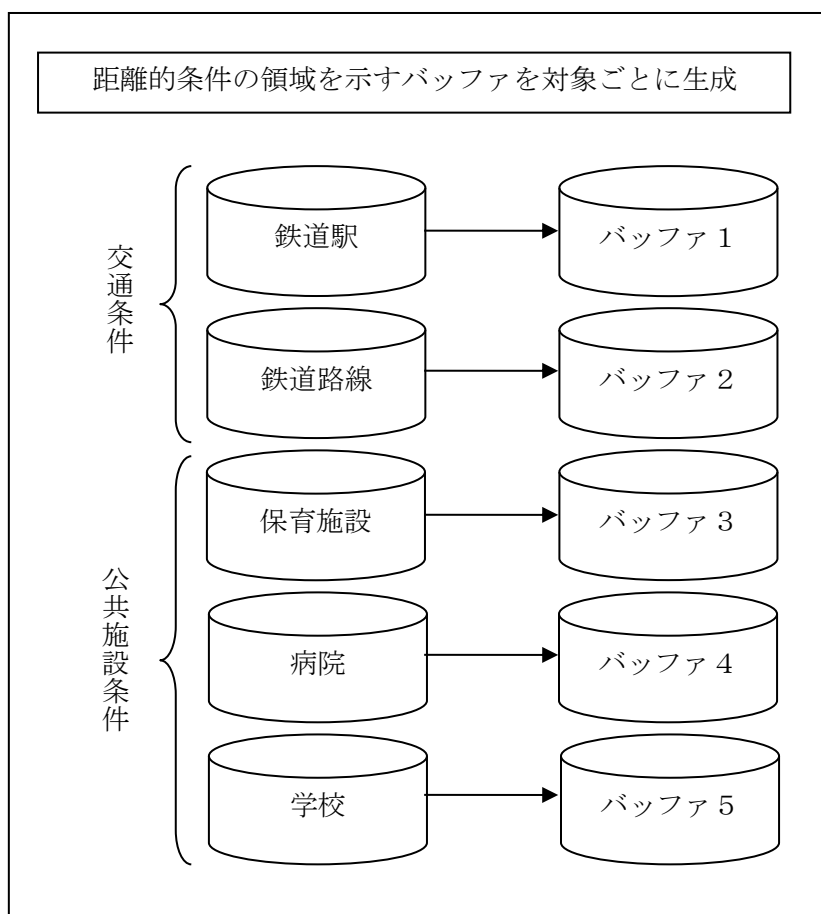 距離的条件の領域を示すバッファを対象ごとに生成
交通条件
鉄道駅
バッファ１
鉄道路線
バッファ２
公共施設条件
保育施設
バッファ３
病院
バッファ４
学校
バッファ５